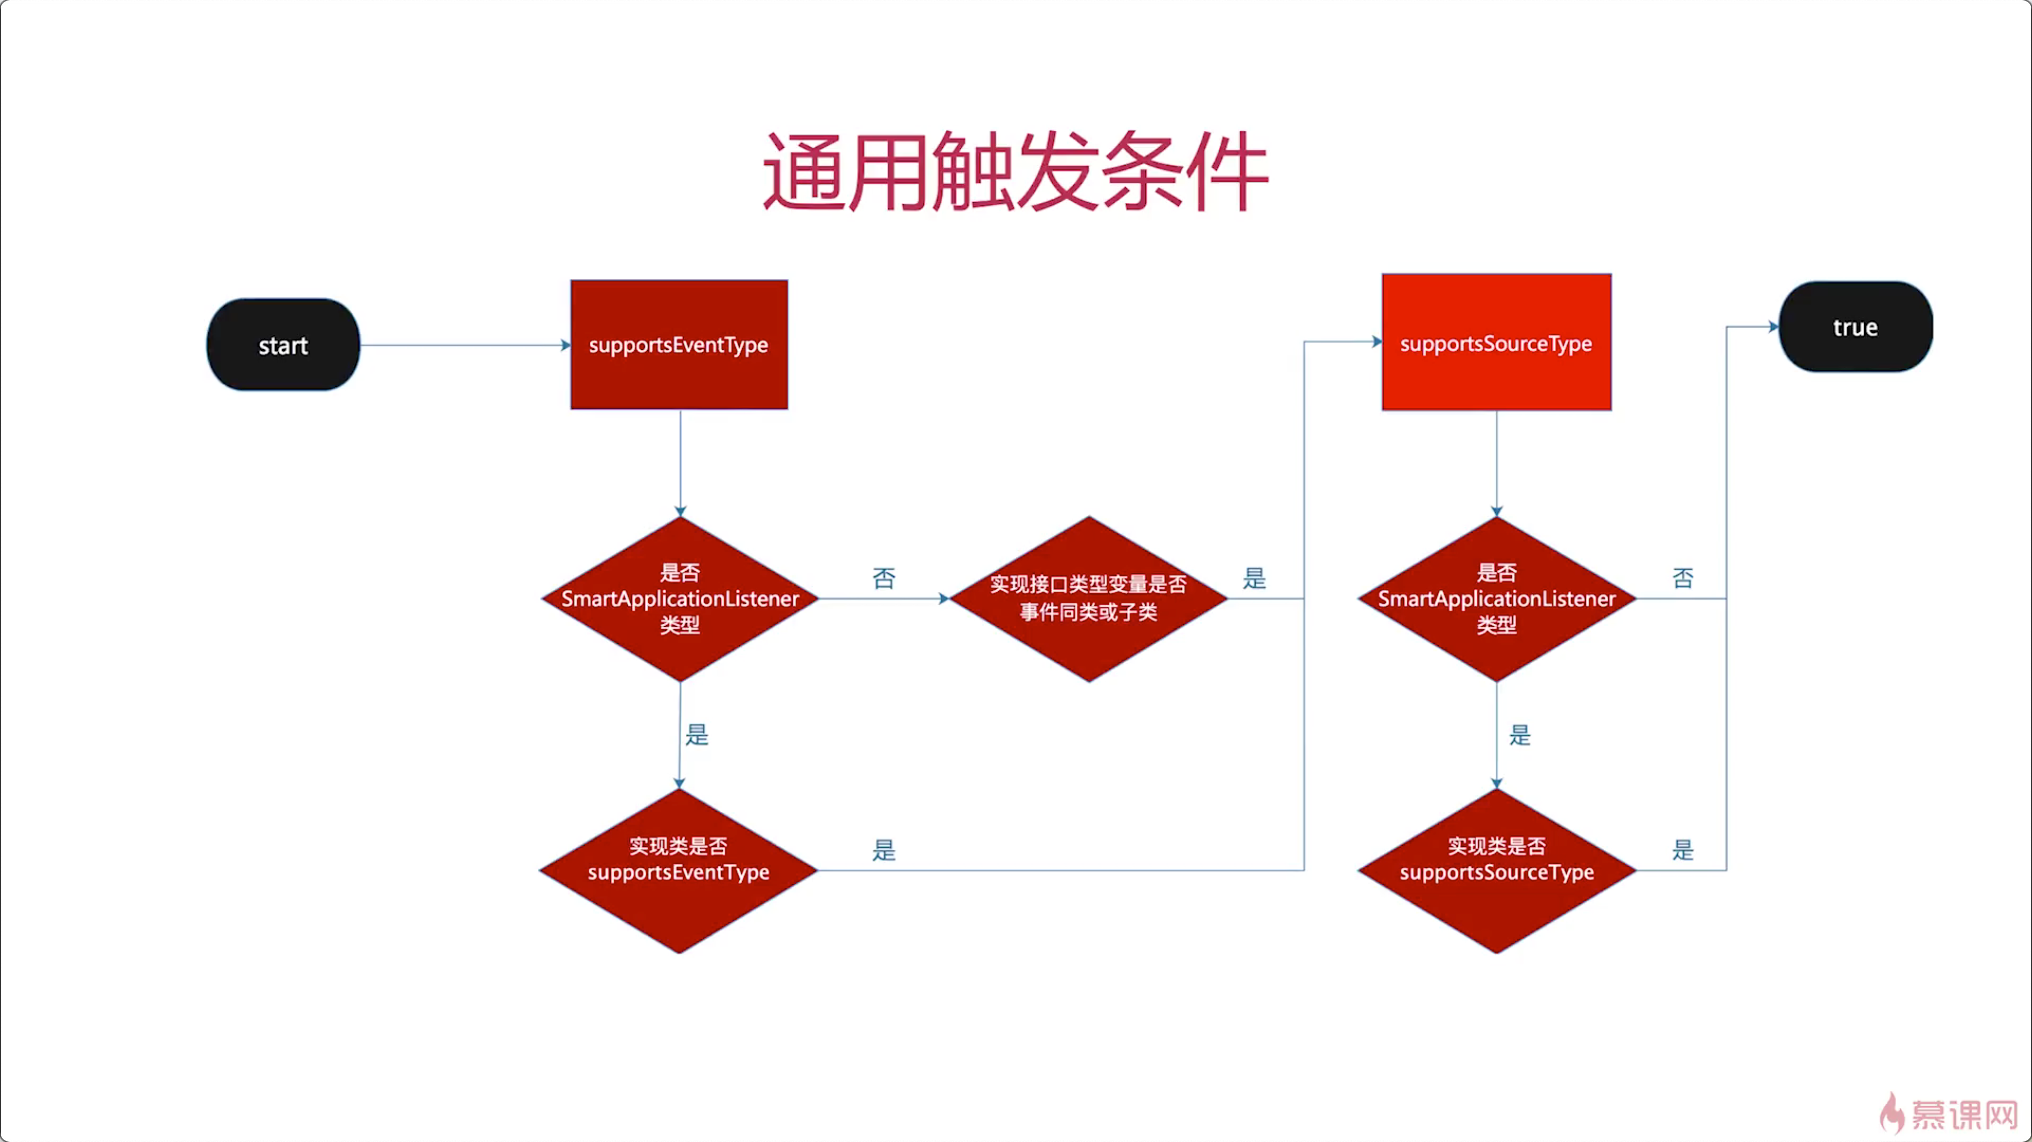 通用触发条件
start
supportsEventType
supportsSourceType
true
是否
SmartApplicationListener
类型
否
实现接口类型变量是否
事件同类或子类
是
是否
SmartApplicationListener
类型
否
是
是
实现类是否
supportsEventType
是
实现类是否
supportsSourceType
是
慕课网